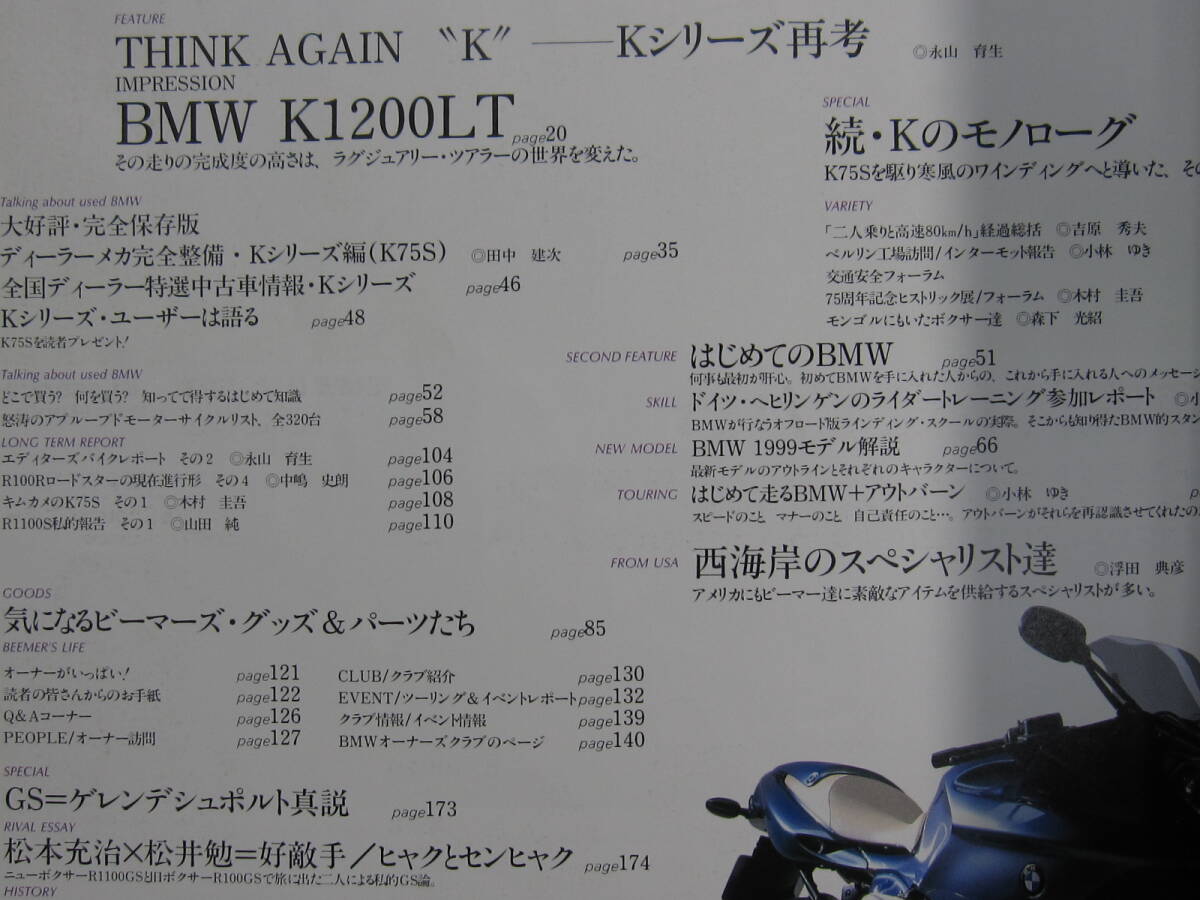 FEATURE
THINK AGAIN 〝K〞——Kシリーズ再考 ◎永山 育生
IMPRESSION
BMW K1200LT page20
その走りの完成度の高さは、ラグジュアリー・ツアラーの世界を変えた。
Talking about used BMW
大好評・完全保存版
ディーラーメカ完全整備・Kシリーズ編(K75S) ◎田中 建次 page35
全国ディーラー特選中古車情報・Kシリーズ page46
Kシリーズ・ユーザーは語る page48
K75Sを読者プレゼント!
Talking about used BMW
どこで買う? 何を買う? 知ってて得するはじめて知識 page52
怒涛のアプルーブドモーターサイクルリスト、全320台 page58
LONG TERM REPORT
エディターズバイクレポート その2 ◎永山 育生 page104
R100Rロードスターの現在進行形 その4 ◎中嶋 史朗 page106
キムカメのK75S その1 ◎木村 圭吾 page108
R1100S私的報告 その1 ◎山田 純 page110
GOODS
気になるビーマーズ・グッズ&パーツたち page85
BEEMER'S LIFE
オーナーがいっぱい! page121
読者の皆さんからのお手紙 page122
Q&Aコーナー page126
PEOPLE/オーナー訪問 page127
CLUB/クラブ紹介 page130
EVENT/ツーリング&イベントレポート page132
クラブ情報/イベント情報 page139
BMWオーナーズクラブのページ page140
SPECIAL
GS=ゲレンデシュポルト真説 page173
RIVAL ESSAY
松本充治×松井勉=好敵手/ヒャクとセンヒャク page174
ニューボクサーR1100GSと旧ボクサーR100GSで旅に出た二人による私的GS論。
HISTORY
SPECIAL
続・Kのモノローグ
K75Sを駆り寒風のワインディングへと導いた、そ
VARIETY
「二人乗りと高速80km/h」経過総括 ◎吉原 秀夫
ベルリン工場訪問/インターモット報告 ◎小林 ゆき
交通安全フォーラム
75周年記念ヒストリック展/フォーラム ◎木村 圭吾
モンゴルにもいたボクサー達 ◎森下 光紹
SECOND FEATURE はじめてのBMW page51
何事も最初が肝心。初めてBMWを手に入れた人からの、これから手に入れる人へのメッセージ
SKILL ドイツ・ヘヒリンゲンのライダートレーニング参加レポート ◎小
BMWが行なうオフロード版ラインディング・スクールの実際。そこからも知り得たBMW的スタン
NEW MODEL BMW 1999モデル解説 page66
最新モデルのアウトラインとそれぞれのキャラクターについて。
TOURING はじめて走るBMW+アウトバーン ◎小林 ゆき p
スピードのこと マナーのこと 自己責任のこと…。アウトバーンがそれらを再認識させてくれたの
FROM USA 西海岸のスペシャリスト達 ◎浮田 典彦
アメリカにもビーマー達に素敵なアイテムを供給するスペシャリストが多い。